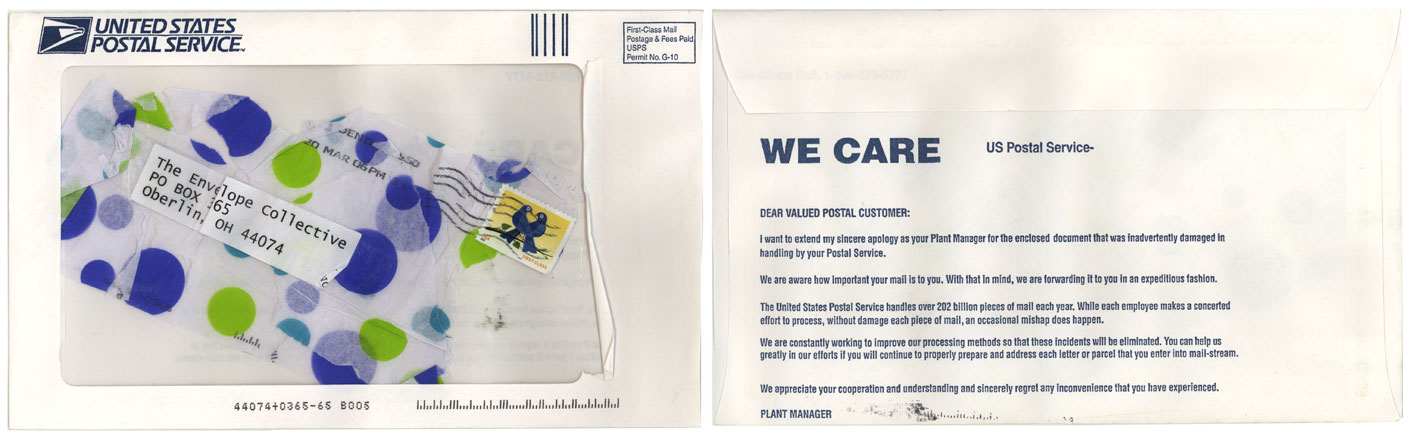 UNITED STATES
POSTAL SERVICE
First-Class Mail
Postage & Fees Paid
USPS
Permit No. G-10
20 MAR 06 PM
The Envelope Collective
PO BOX 365
Oberlin, OH 44074
FIRST-CLASS
44074+0365-65 B005
Questions Call, 1-800-275-8777
WE CARE
US Postal Service-
DEAR VALUED POSTAL CUSTOMER:
I want to extend my sincere apology as your Plant Manager for the enclosed document that was inadvertently damaged in
handling by your Postal Service.
We are aware how important your mail is to you. With that in mind, we are forwarding it to you in an expeditious fashion.
The United States Postal Service handles over 202 billion pieces of mail each year. While each employee makes a concerted
effort to process, without damage each piece of mail, an occasional mishap does happen.
We are constantly working to improve our processing methods so that these incidents will be eliminated. You can help us
greatly in our efforts if you will continue to properly prepare and address each letter or parcel that you enter into mail-stream.
We appreciate your cooperation and understanding and sincerely regret any inconvenience that you have experienced.
PLANT MANAGER